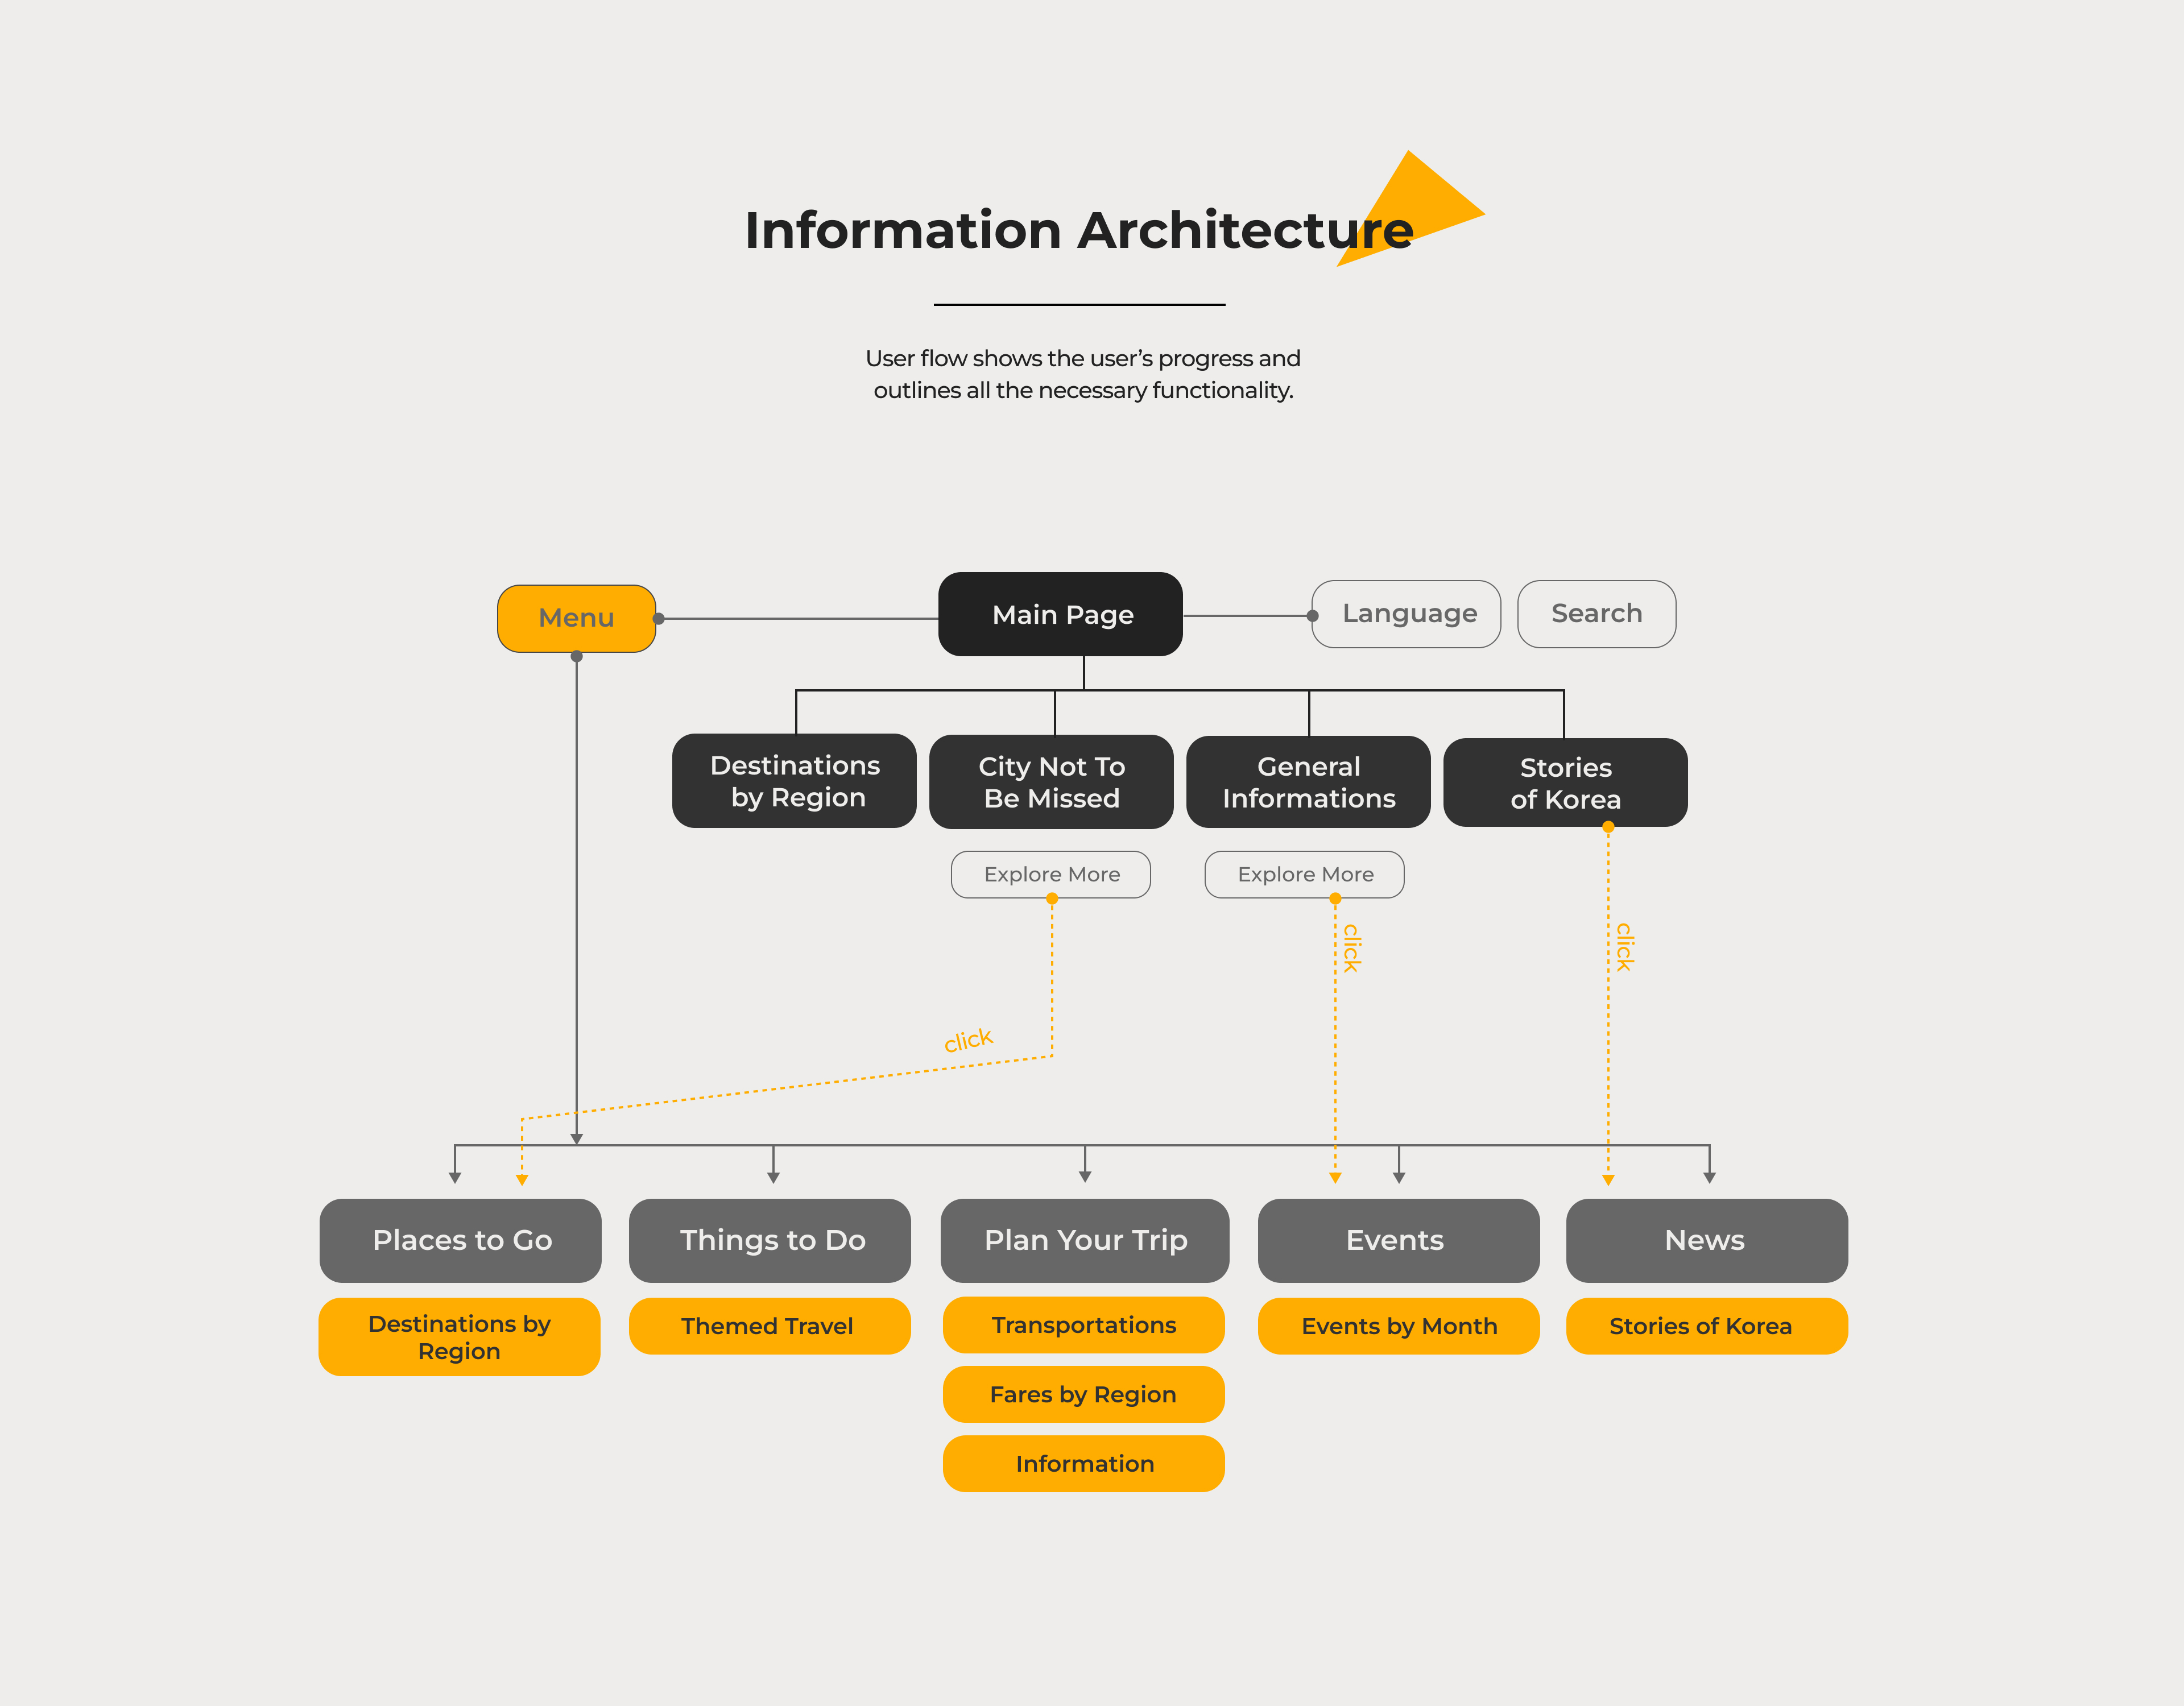 Information Architecture
User flow shows the user’s progress and
outlines all the necessary functionality.
Menu
Main Page
Language
Search
Destinations
by Region
City Not To
Be Missed
General
Informations
Stories
of Korea
Explore More
Explore More
click
click
click
Places to Go
Things to Do
Plan Your Trip
Events
News
Destinations by
Region
Themed Travel
Transportations
Events by Month
Stories of Korea
Fares by Region
Information